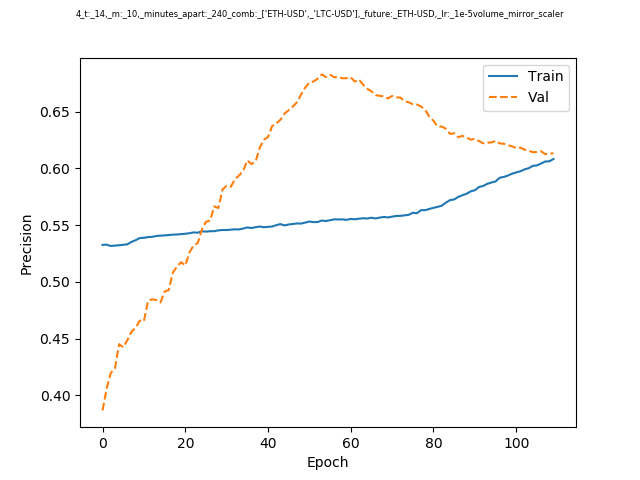 4_t:_14,_m:_10,_minutes_apart:_240_comb:_['ETH-USD',_'LTC-USD'],_future:_ETH-USD,_lr:_1e-5volume_mirror_scaler
Train
Val
0.65
0.60
0.55
0.50
0.45
0.40
Precision
0 20 40 60 80 100
Epoch